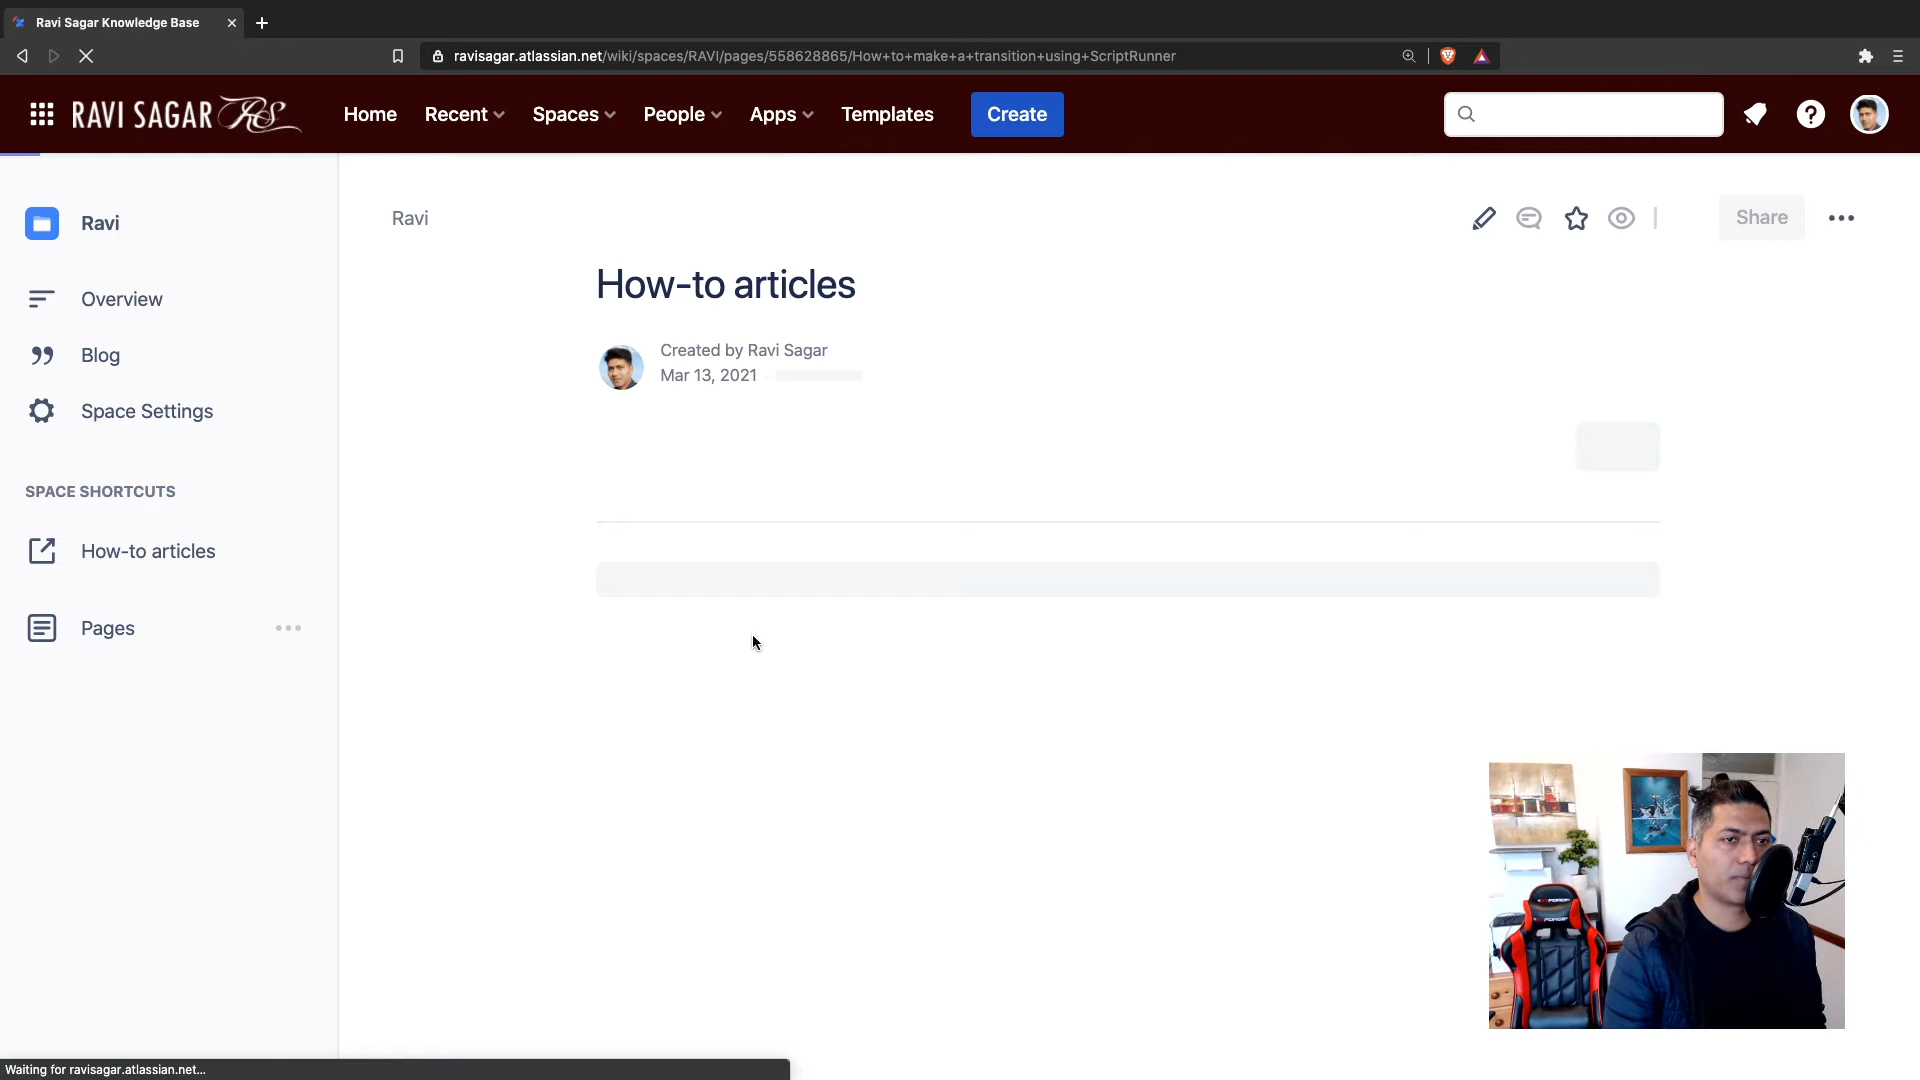 Ravi Sagar Knowledge Base
ravisagar.atlassian.net/wiki/spaces/RAVI/pages/558628865/How+to+make+a+transition+using+ScriptRunner
RAVI SAGAR RS
Home Recent Spaces People Apps Templates Create
Ravi
Overview
Blog
Space Settings
SPACE SHORTCUTS
How-to articles
Pages
Ravi
Share
How-to articles
Created by Ravi Sagar
Mar 13, 2021
Waiting for ravisagar.atlassian.net...